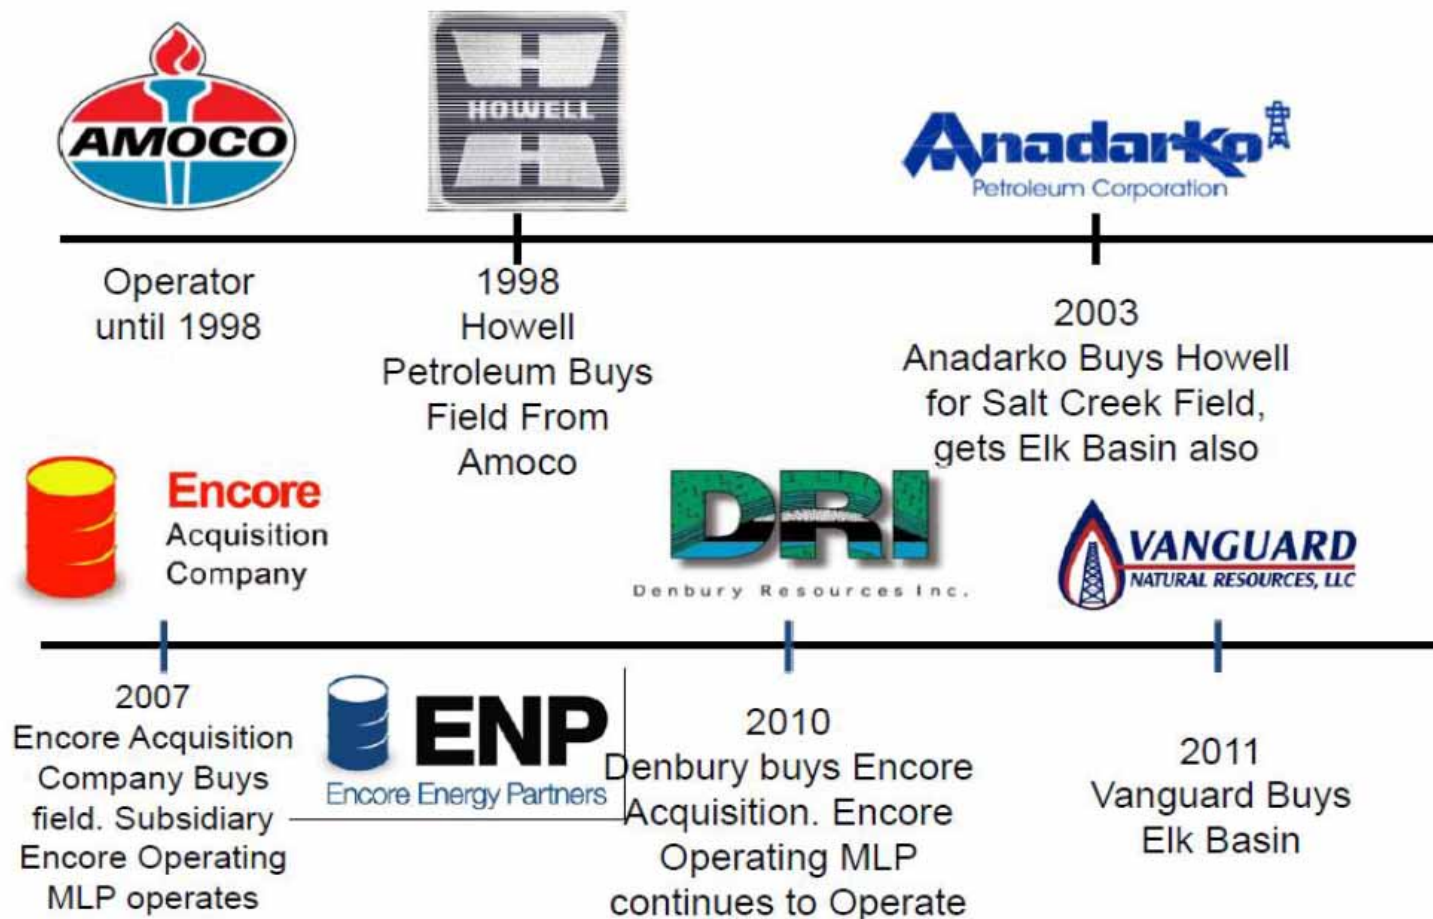 AMOCO
HOWELL
Anadarko
Petroleum Corporation
Operator
until 1998
1998
Howell
Petroleum Buys
Field From
Amoco
2003
Anadarko Buys Howell
for Salt Creek Field,
gets Elk Basin also
Encore
Acquisition
Company
DRI
Denbury Resources Inc.
VANGUARD
NATURAL RESOURCES, LLC
2007
Encore Acquisition
Company Buys
field. Subsidiary
Encore Operating
MLP operates
ENP
Encore Energy Partners
2010
Denbury buys Encore
Acquisition. Encore
Operating MLP
continues to Operate
2011
Vanguard Buys
Elk Basin